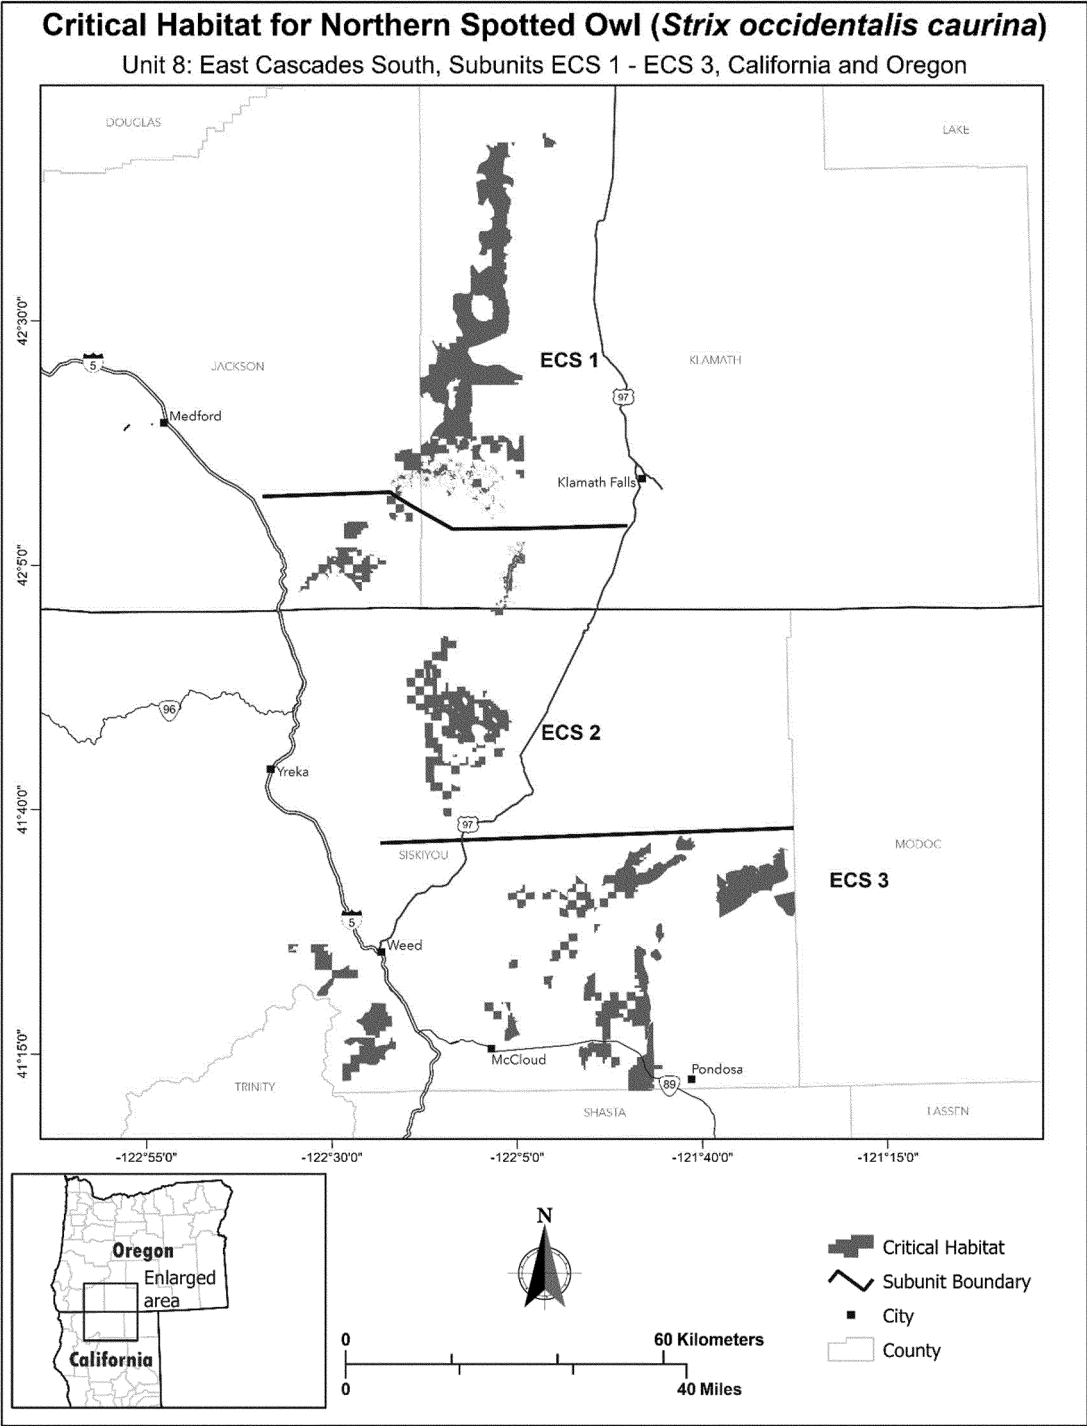 Critical Habitat for Northern Spotted Owl (Strix occidentalis caurina)
Unit 8: East Cascades South, Subunits ECS 1 - ECS 3, California and Oregon
DOUGLAS
LAKE
42°30'0"
ECS 1
KLAMATH
JACKSON
5
97
Medford
Klamath Falls
42°5'0"
96
ECS 2
Yreka
41°40'0"
97
SISKIYOU
MODOC
ECS 3
5
Weed
41°15'0"
McCloud
Pondosa
89
TRINITY
SHASTA
LASSEN
-122°55'0"
-122°30'0"
-122°5'0"
-121°40'0"
-121°15'0"
Oregon
Enlarged
area
California
N
0
60 Kilometers
0
40 Miles
Critical Habitat
Subunit Boundary
City
County